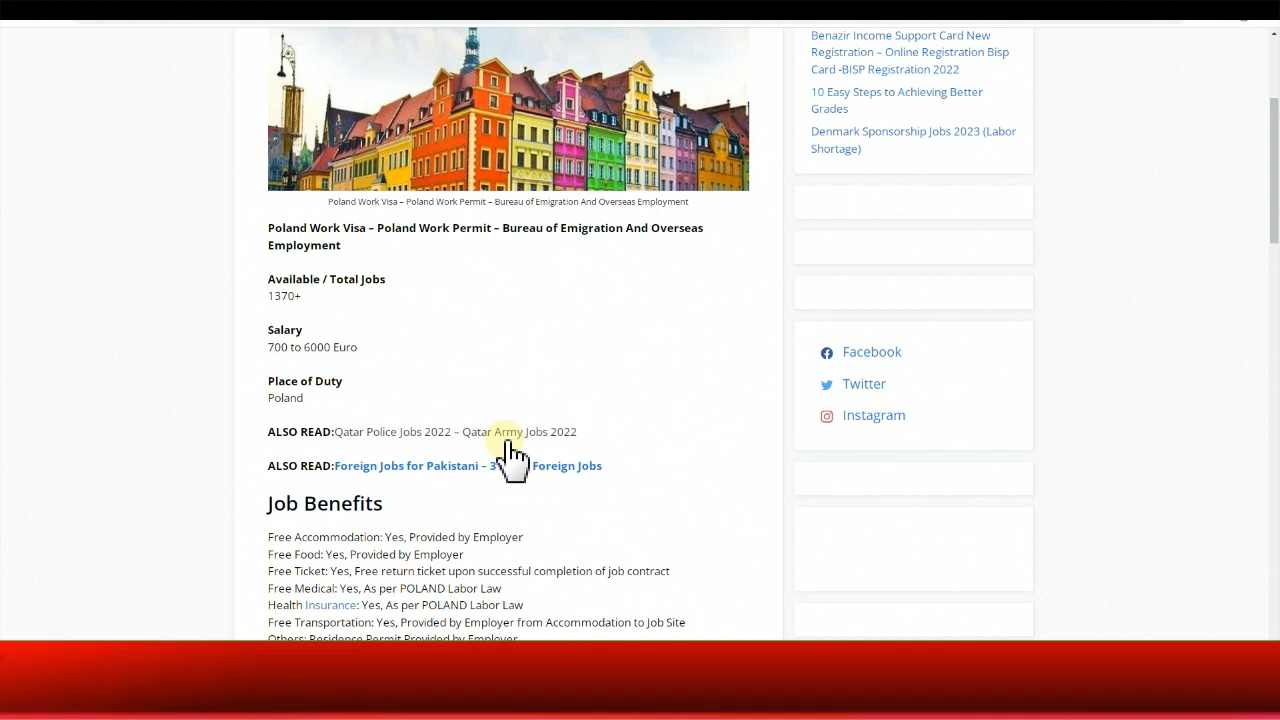 Poland Work Visa – Poland Work Permit – Bureau of Emigration And Overseas Employment
Poland Work Visa – Poland Work Permit – Bureau of Emigration And Overseas
Employment
Available / Total Jobs
1370+
Salary
700 to 6000 Euro
Place of Duty
Poland
ALSO READ:Qatar Police Jobs 2022 – Qatar Army Jobs 2022
ALSO READ:Foreign Jobs for Pakistani – Foreign Jobs
Job Benefits
Free Accommodation: Yes, Provided by Employer
Free Food: Yes, Provided by Employer
Free Ticket: Yes, Free return ticket upon successful completion of job contract
Free Medical: Yes, As per POLAND Labor Law
Health Insurance: Yes, As per POLAND Labor Law
Free Transportation: Yes, Provided by Employer from Accommodation to Job Site
Others: Residence Permit Provided by Employer
Benazir Income Support Card New
Registration – Online Registration Bisp
Card -BISP Registration 2022
10 Easy Steps to Achieving Better
Grades
Denmark Sponsorship Jobs 2023 (Labor
Shortage)
Facebook
Twitter
Instagram